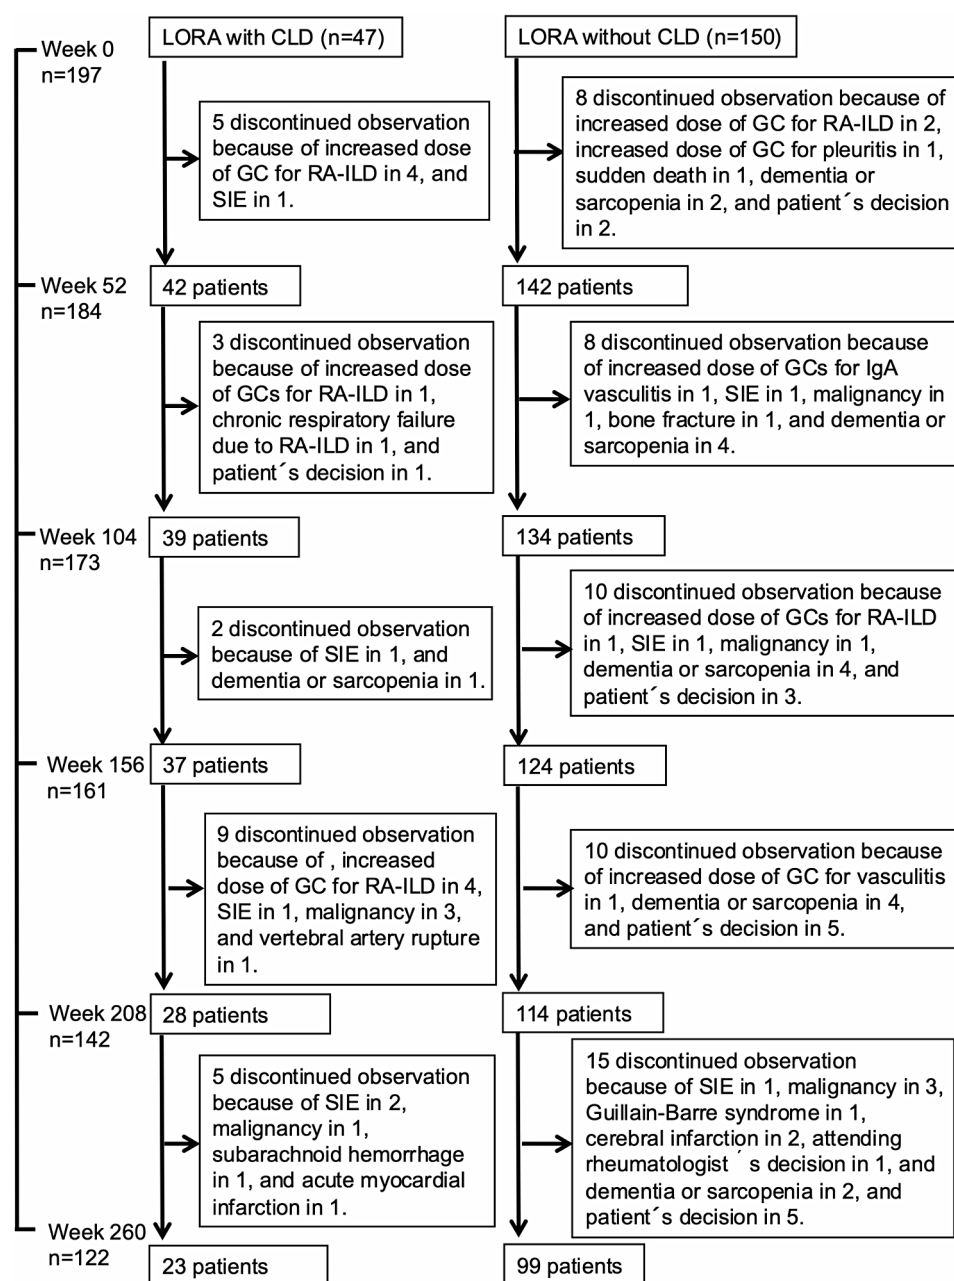 Week 0
n=197
LORA with CLD (n=47)
LORA without CLD (n=150)
5 discontinued observation
because of increased dose
of GC for RA-ILD in 4, and
SIE in 1.
8 discontinued observation because of
increased dose of GC for RA-ILD in 2,
increased dose of GC for pleuritis in 1,
sudden death in 1, dementia or
sarcopenia in 2, and patient´s decision
in 2.
Week 52
n=184
42 patients
142 patients
3 discontinued observation
because of increased dose
of GCs for RA-ILD in 1,
chronic respiratory failure
due to RA-ILD in 1, and
patient´s decision in 1.
8 discontinued observation because
of increased dose of GCs for IgA
vasculitis in 1, SIE in 1, malignancy in
1, bone fracture in 1, and dementia or
sarcopenia in 4.
Week 104
n=173
39 patients
134 patients
2 discontinued observation
because of SIE in 1, and
dementia or sarcopenia in 1.
10 discontinued observation because
of increased dose of GCs for RA-ILD
in 1, SIE in 1, malignancy in 1,
dementia or sarcopenia in 4, and
patient´s decision in 3.
Week 156
n=161
37 patients
124 patients
9 discontinued observation
because of , increased
dose of GC for RA-ILD in 4,
SIE in 1, malignancy in 3,
and vertebral artery rupture
in 1.
10 discontinued observation because
of increased dose of GC for vasculitis
in 1, dementia or sarcopenia in 4,
and patient´s decision in 5.
Week 208
n=142
28 patients
114 patients
5 discontinued observation
because of SIE in 2,
malignancy in 1,
subarachnoid hemorrhage
in 1, and acute myocardial
infarction in 1.
15 discontinued observation
because of SIE in 1, malignancy in 3,
Guillain-Barre syndrome in 1,
cerebral infarction in 2, attending
rheumatologist ´s decision in 1, and
dementia or sarcopenia in 2, and
patient´s decision in 5.
Week 260
n=122
23 patients
99 patients